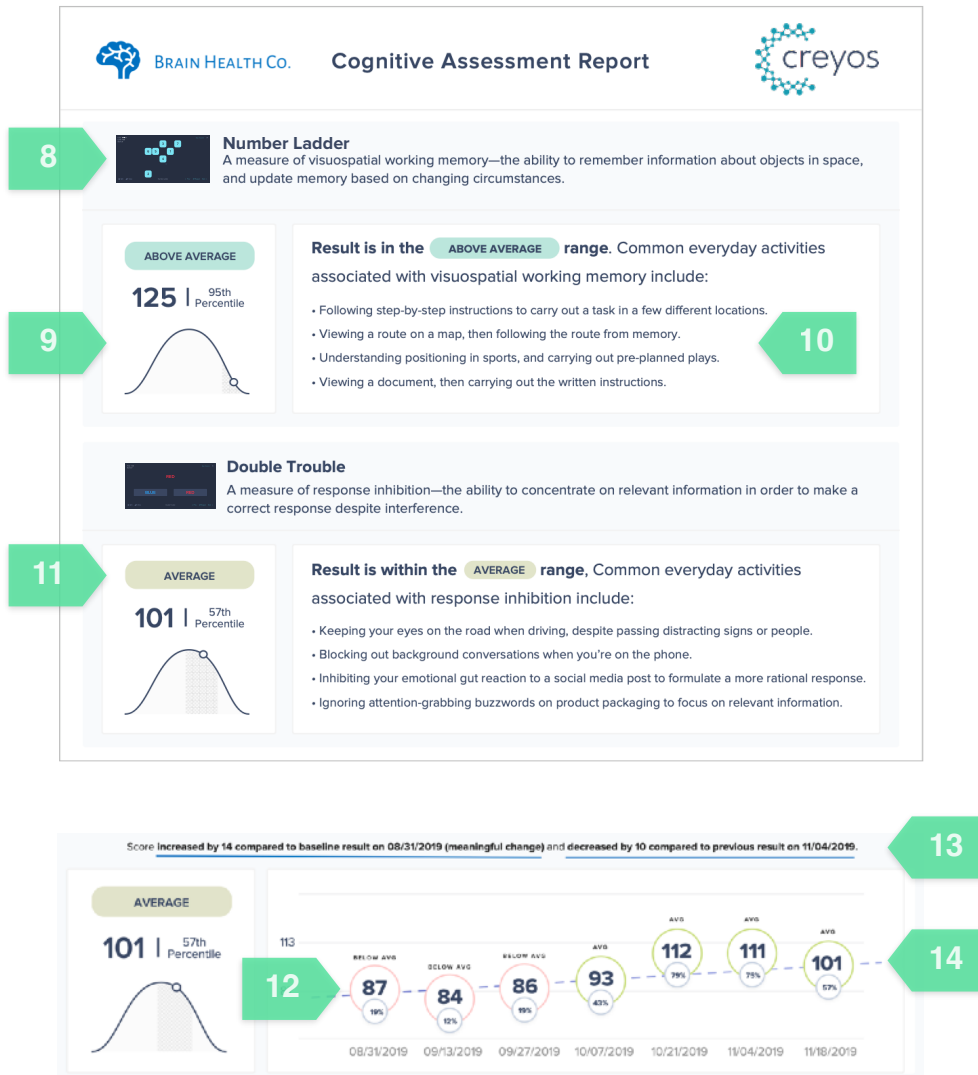 BRAIN HEALTH CO.
Cognitive Assessment Report
creyos
8
Number Ladder
A measure of visuospatial working memory—the ability to remember information about objects in space,
and update memory based on changing circumstances.
ABOVE AVERAGE
125 | 95th Percentile
9
Result is in the ABOVE AVERAGE range. Common everyday activities
associated with visuospatial working memory include:
• Following step-by-step instructions to carry out a task in a few different locations.
• Viewing a route on a map, then following the route from memory.
• Understanding positioning in sports, and carrying out pre-planned plays.
• Viewing a document, then carrying out the written instructions.
10
Double Trouble
A measure of response inhibition—the ability to concentrate on relevant information in order to make a
correct response despite interference.
RED
BLUE
RED
11
AVERAGE
101 | 57th Percentile
Result is within the AVERAGE range, Common everyday activities
associated with response inhibition include:
• Keeping your eyes on the road when driving, despite passing distracting signs or people.
• Blocking out background conversations when you're on the phone.
• Inhibiting your emotional gut reaction to a social media post to formulate a more rational response.
• Ignoring attention-grabbing buzzwords on product packaging to focus on relevant information.
Score increased by 14 compared to baseline result on 08/31/2019 (meaningful change) and decreased by 10 compared to previous result on 11/04/2019.
13
AVERAGE
101 | 57th Percentile
113
12
BELOW AVG
87
19%
08/31/2019
BELOW AVG
84
12%
09/13/2019
BELOW AVG
86
19%
09/27/2019
AVG
93
43%
10/07/2019
AVG
112
79%
10/21/2019
AVG
111
75%
11/04/2019
AVG
101
57%
11/18/2019
14